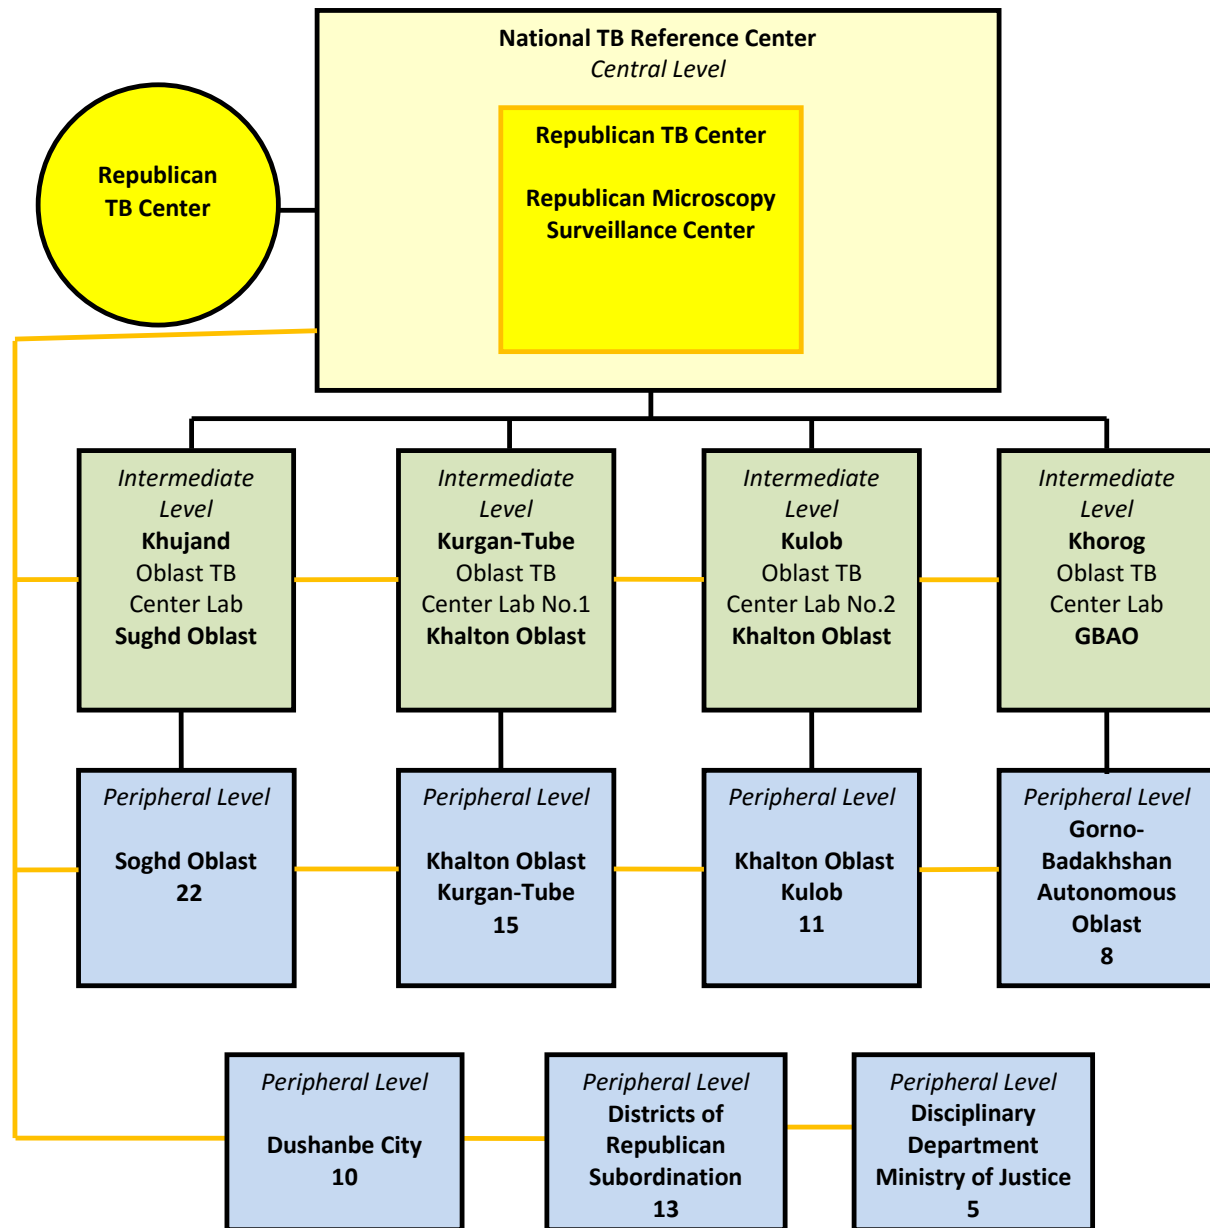 National TB Reference Center
Central Level
Republican TB Center
Republican Microscopy
Surveillance Center
Republican
TB Center
Intermediate
Level
Khujand
Oblast TB
Center Lab
Sughd Oblast
Intermediate
Level
Kurgan-Tube
Oblast TB
Center Lab No.1
Khalton Oblast
Intermediate
Level
Kulob
Oblast TB
Center Lab No.2
Khalton Oblast
Intermediate
Level
Khorog
Oblast TB
Center Lab
GBAO
Peripheral Level
Soghd Oblast
22
Peripheral Level
Khalton Oblast
Kurgan-Tube
15
Peripheral Level
Khalton Oblast
Kulob
11
Peripheral Level
Gorno-
Badakhshan
Autonomous
Oblast
8
Peripheral Level
Dushanbe City
10
Peripheral Level
Districts of
Republican
Subordination
13
Peripheral Level
Disciplinary
Department
Ministry of Justice
5